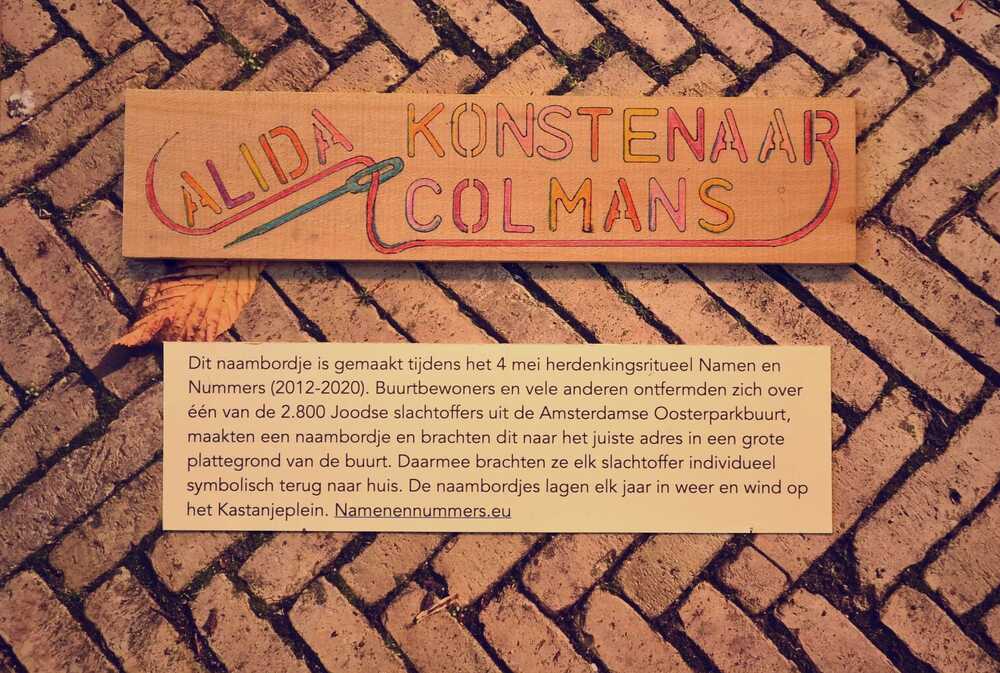 ALIDA KONSTENAAR
COLMANS
Dit naambordje is gemaakt tijdens het 4 mei herdenkingsritueel Namen en
Nummers (2012-2020). Buurtbewoners en vele anderen ontfermden zich over
één van de 2.800 Joodse slachtoffers uit de Amsterdamse Oosterparkbuurt,
maakten een naambordje en brachten dit naar het juiste adres in een grote
plattegrond van de buurt. Daarmee brachten ze elk slachtoffer individueel
symbolisch terug naar huis. De naambordjes lagen elk jaar in weer en wind op
het Kastanjeplein. Namenennummers.eu